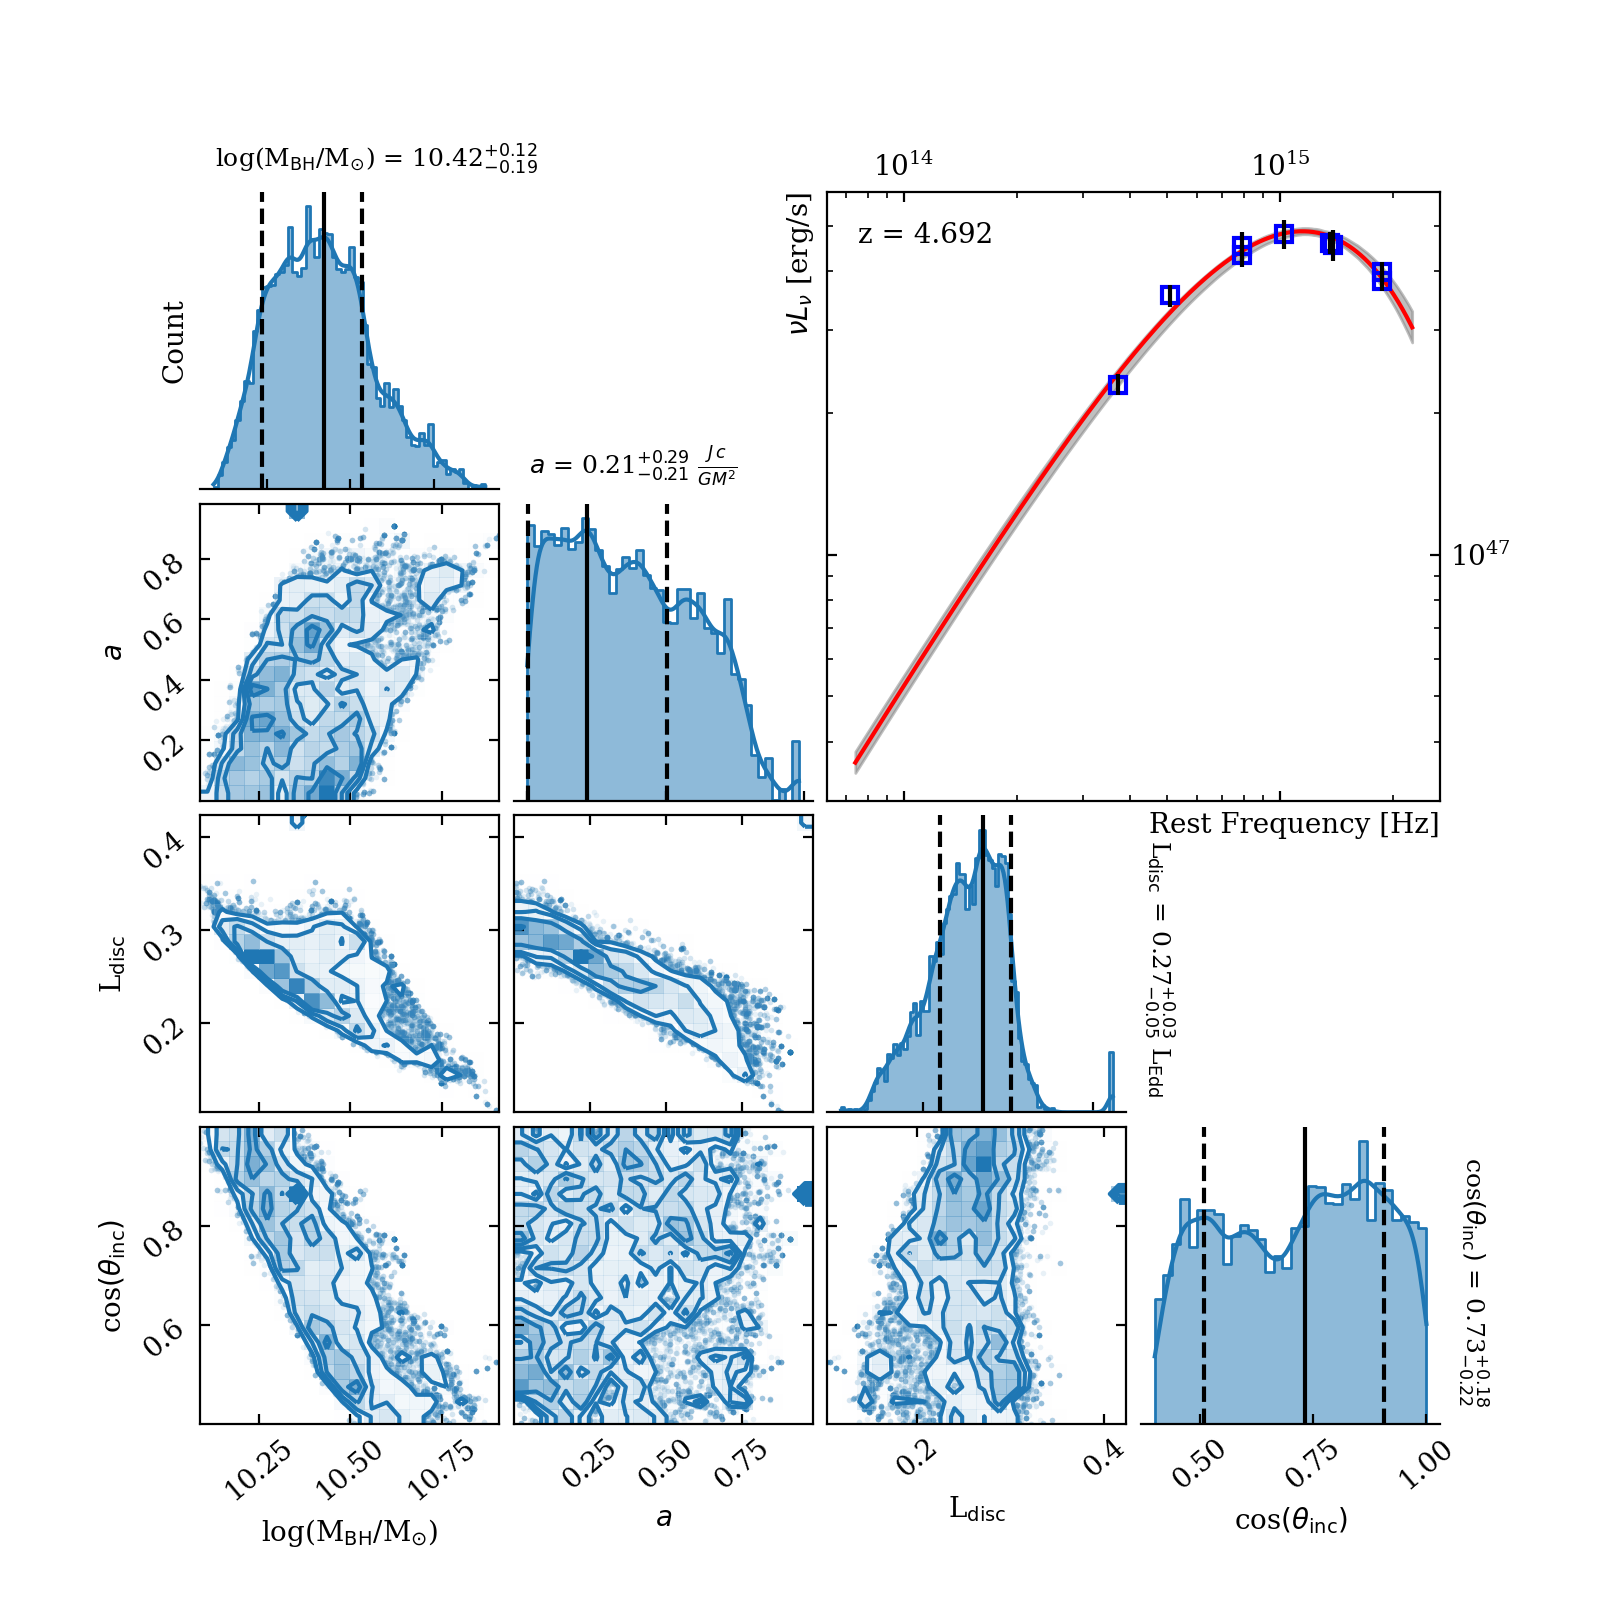 log(M_BH/M_⊙) = 10.42^{+0.12}_{−0.19}
10^{14}
10^{15}
νL_ν [erg/s]
z = 4.692
Count
10^{47}
a = 0.21^{+0.29}_{−0.21} \frac{J c}{GM^2}
Rest Frequency [Hz]
a
0.8
0.6
0.4
0.2
L_disc = 0.27^{+0.03}_{−0.05} L_Edd
L_disc
0.4
0.3
0.2
cos(θ_inc) = 0.73^{+0.18}_{−0.22}
cos(θ_inc)
0.8
0.6
10.25
10.50
10.75
0.25
0.50
0.75
0.2
0.4
0.50
0.75
1.00
log(M_BH/M_⊙)
a
L_disc
cos(θ_inc)